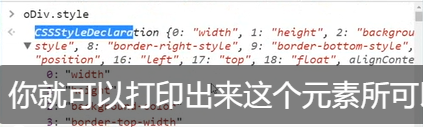 > oDiv.style
CSSStyleDeclaration {0: "width", 1: "height", 2: "backgrou
style", 8: "border-right-style", 9: "border-bottom-style",
"position", 16: "left", 17: "top", 18: "float", alignConte
0: "width"
你就可以打印出来这个元素所可以
3: "border-top-width"